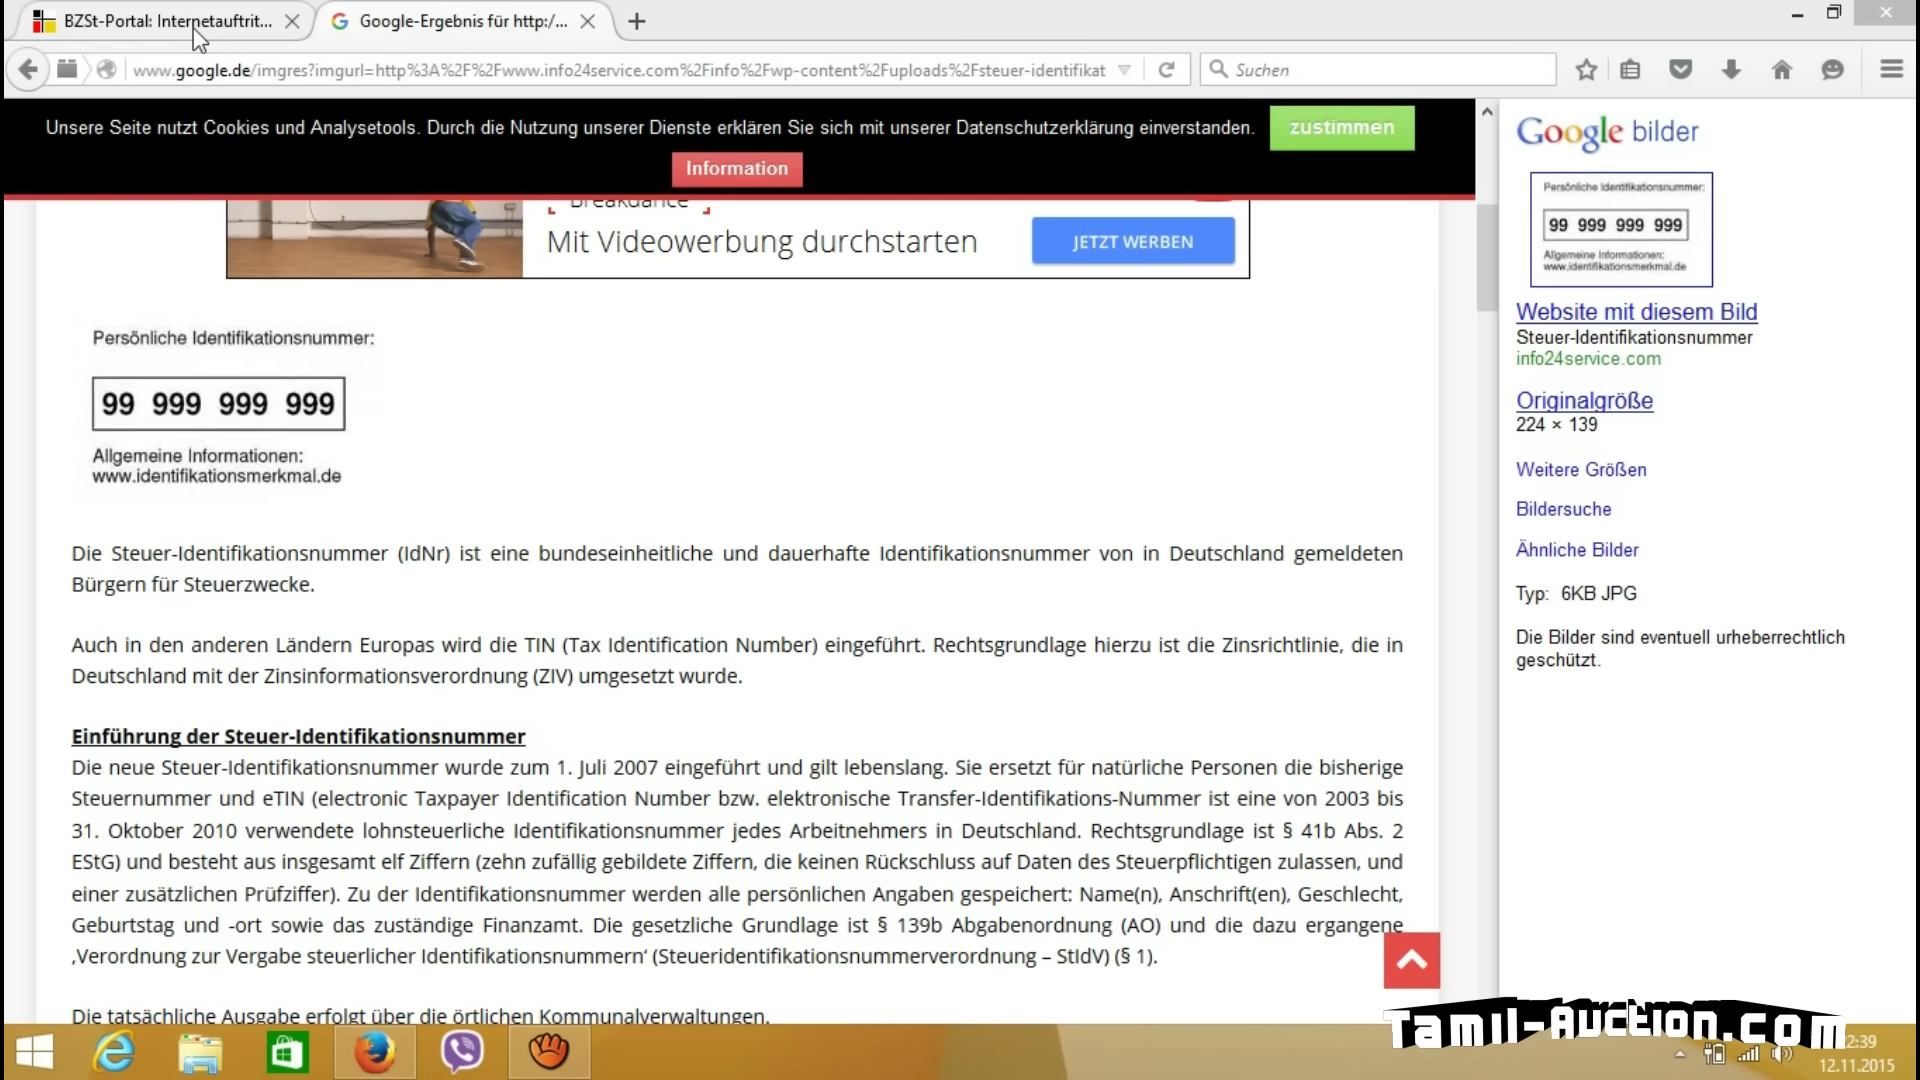 BZSt-Portal: Internetauftrit...
Google-Ergebnis für http:/...
www.google.de/imgres?imgurl=http%3A%2F%2Fwww.info24service.com%2Finfo%2Fwp-content%2Fuploads%2Fsteuer-identifikat
Suchen
Unsere Seite nutzt Cookies und Analysetools. Durch die Nutzung unserer Dienste erklären Sie sich mit unserer Datenschutzerklärung einverstanden.
zustimmen
Information
Breakdance
Mit Videowerbung durchstarten
JETZT WERBEN
Persönliche Identifikationsnummer:
99 999 999 999
Allgemeine Informationen:
www.identifikationsmerkmal.de
Die Steuer-Identifikationsnummer (IdNr) ist eine bundeseinheitliche und dauerhafte Identifikationsnummer von in Deutschland gemeldeten
Bürgern für Steuerzwecke.
Auch in den anderen Ländern Europas wird die TIN (Tax Identification Number) eingeführt. Rechtsgrundlage hierzu ist die Zinsrichtlinie, die in
Deutschland mit der Zinsinformationsverordnung (ZIV) umgesetzt wurde.
Einführung der Steuer-Identifikationsnummer
Die neue Steuer-Identifikationsnummer wurde zum 1. Juli 2007 eingeführt und gilt lebenslang. Sie ersetzt für natürliche Personen die bisherige
Steuernummer und eTIN (electronic Taxpayer Identification Number bzw. elektronische Transfer-Identifikations-Nummer ist eine von 2003 bis
31. Oktober 2010 verwendete lohnsteuerliche Identifikationsnummer jedes Arbeitnehmers in Deutschland. Rechtsgrundlage ist § 41b Abs. 2
EStG) und besteht aus insgesamt elf Ziffern (zehn zufällig gebildete Ziffern, die keinen Rückschluss auf Daten des Steuerpflichtigen zulassen, und
einer zusätzlichen Prüfziffer). Zu der Identifikationsnummer werden alle persönlichen Angaben gespeichert: Name(n), Anschrift(en), Geschlecht,
Geburtstag und -ort sowie das zuständige Finanzamt. Die gesetzliche Grundlage ist § 139b Abgabenordnung (AO) und die dazu ergangene
‚Verordnung zur Vergabe steuerlicher Identifikationsnummern‘ (Steueridentifikationsnummerverordnung – StIdV) (§ 1).
Die tatsächliche Ausgabe erfolgt über die örtlichen Kommunalverwaltungen.
Google bilder
Persönliche Identifikationsnummer:
99 999 999 999
Allgemeine Informationen:
www.identifikationsmerkmal.de
Website mit diesem Bild
Steuer-Identifikationsnummer
info24service.com
Originalgröße
224 × 139
Weitere Größen
Bildersuche
Ähnliche Bilder
Typ: 6KB JPG
Die Bilder sind eventuell urheberrechtlich
geschützt.
Tamil-Auction.com
2:39
12.11.2015